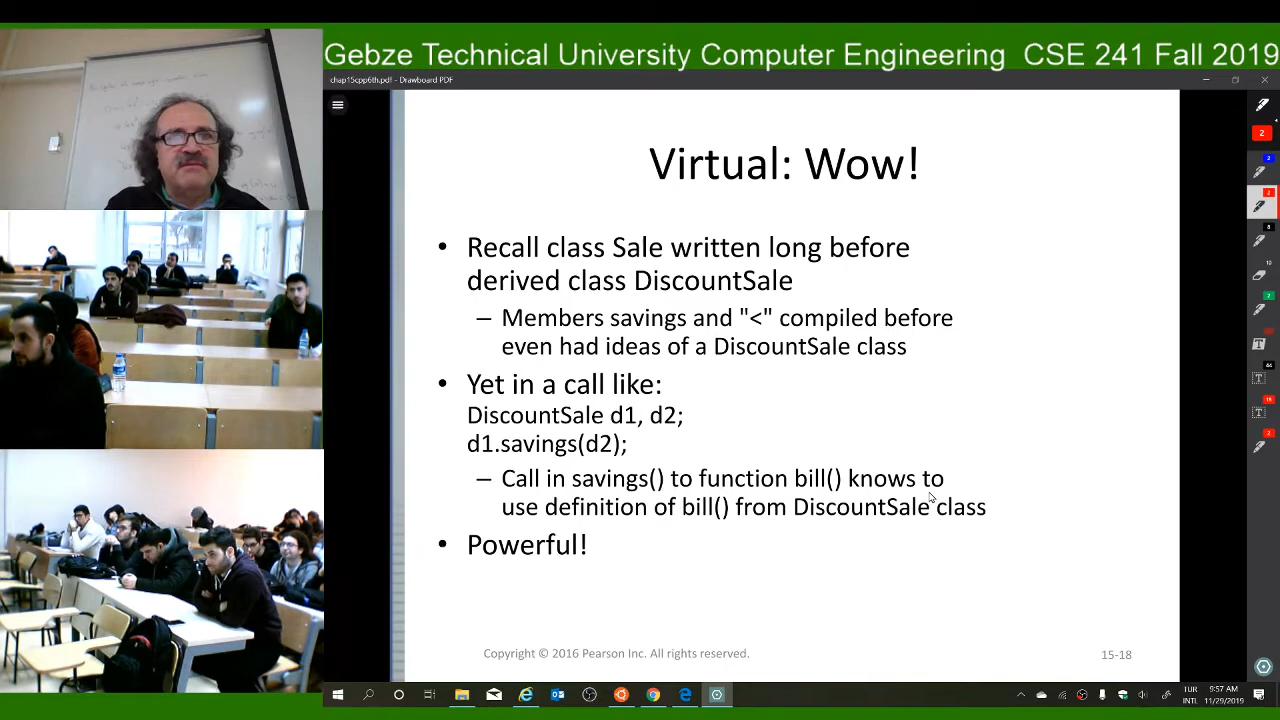 Gebze Technical University Computer Engineering  CSE 241 Fall 2019
chap15cpp6th.pdf - Drawboard PDF
Virtual: Wow!
• Recall class Sale written long before
derived class DiscountSale
– Members savings and "<" compiled before
even had ideas of a DiscountSale class
• Yet in a call like:
DiscountSale d1, d2;
d1.savings(d2);
– Call in savings() to function bill() knows to
use definition of bill() from DiscountSale class
• Powerful!
Copyright © 2016 Pearson Inc. All rights reserved.
15-18
TUR
INTL
9:57 AM
11/29/2019